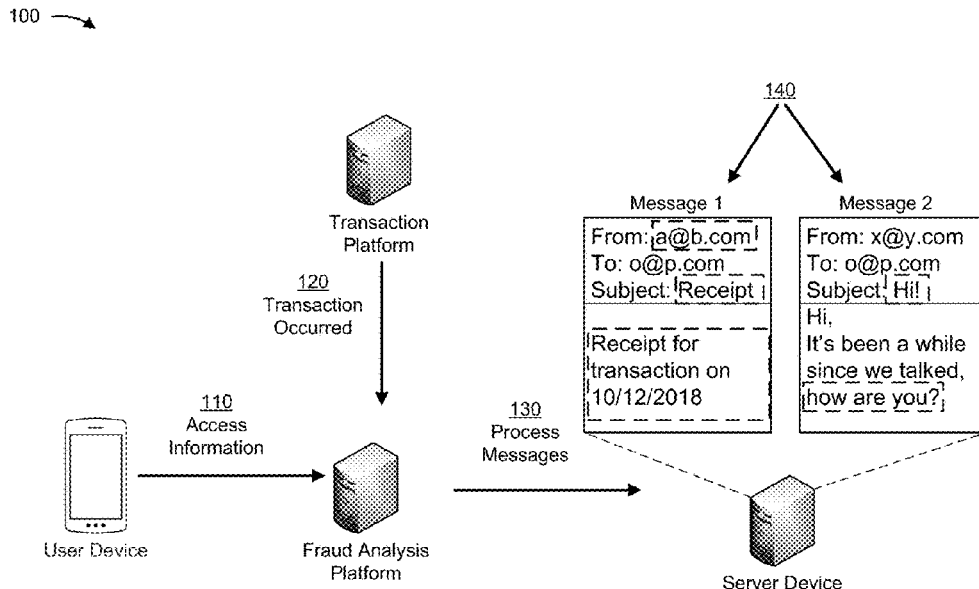 100
140
Transaction
Platform
120
Transaction
Occurred
Message 1
From: a@b.com
To: o@p.com
Subject: Receipt
Receipt for
transaction on
10/12/2018
Message 2
From: x@y.com
To: o@p.com
Subject: Hi!
Hi,
It's been a while
since we talked,
how are you?
110
Access
Information
130
Process
Messages
User Device
Fraud Analysis
Platform
Server Device